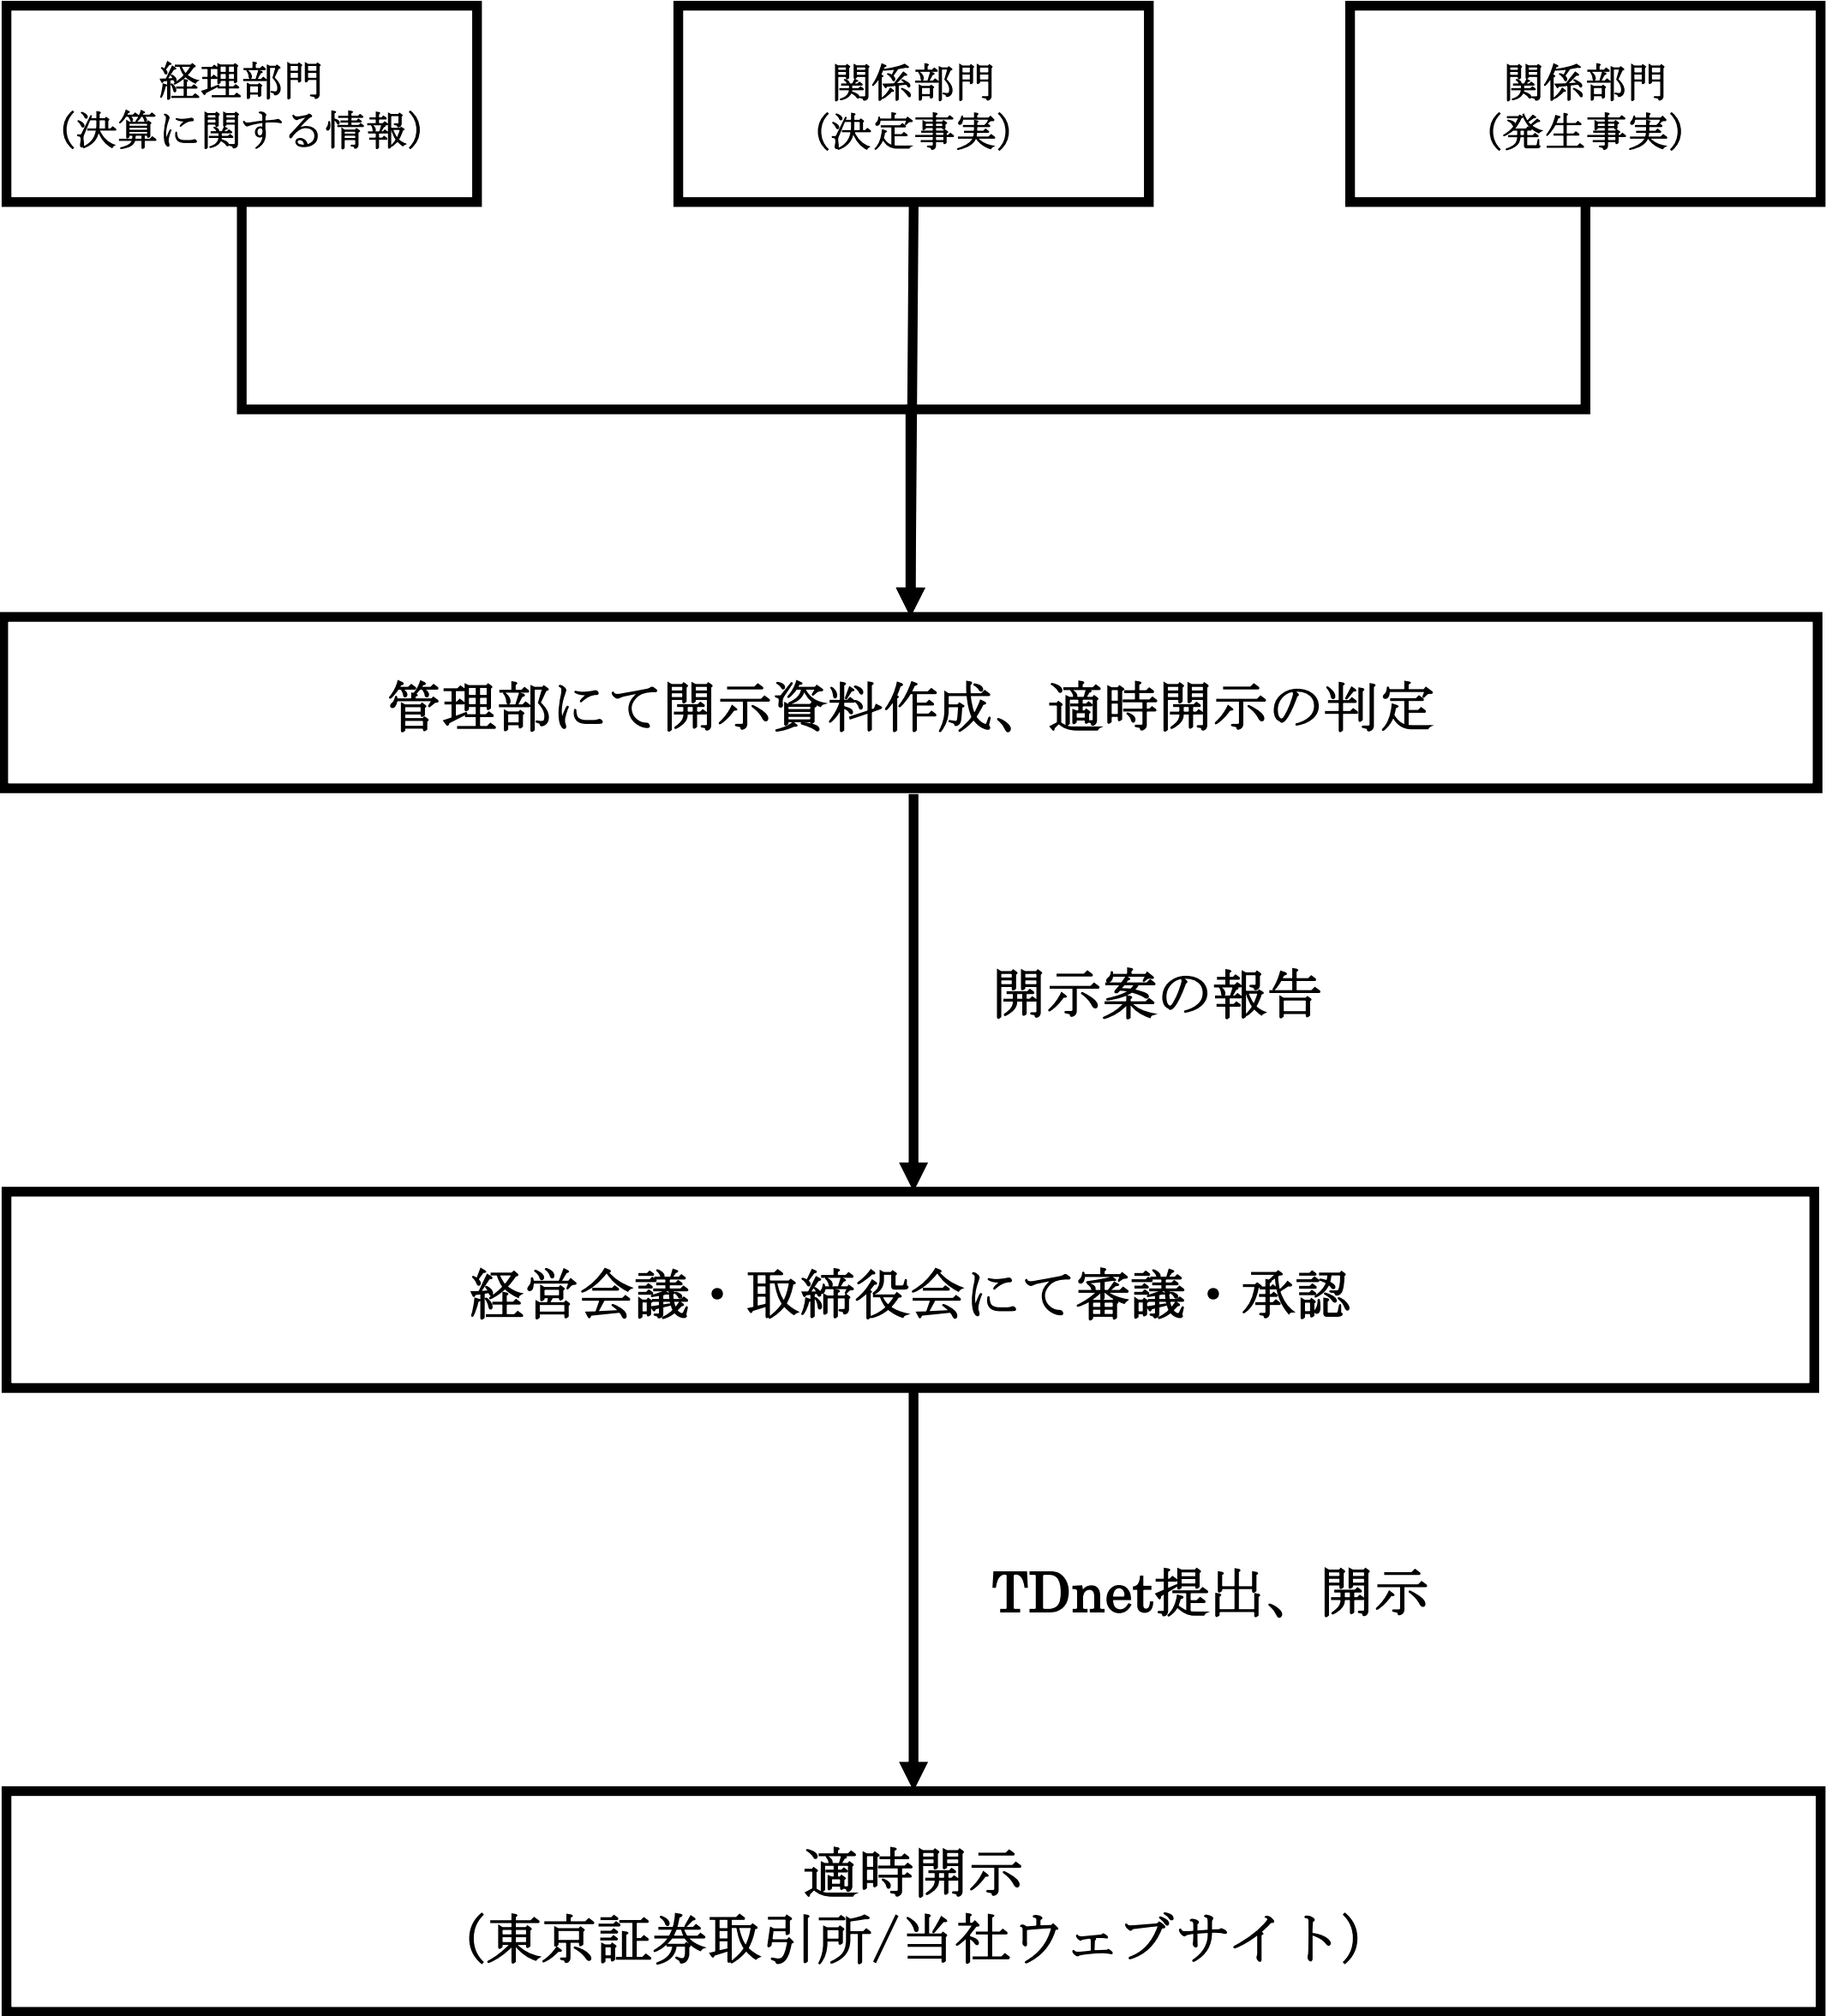 経理部門
（決算に関する情報）
関係部門
（決定事実）
関係部門
（発生事実）
管理部にて開示資料作成、適時開示の判定
開示案の報告
経営会議・取締役会にて審議・承認
TDnet提出、開示
適時開示
（東京証券取引所/当社ウェブサイト）